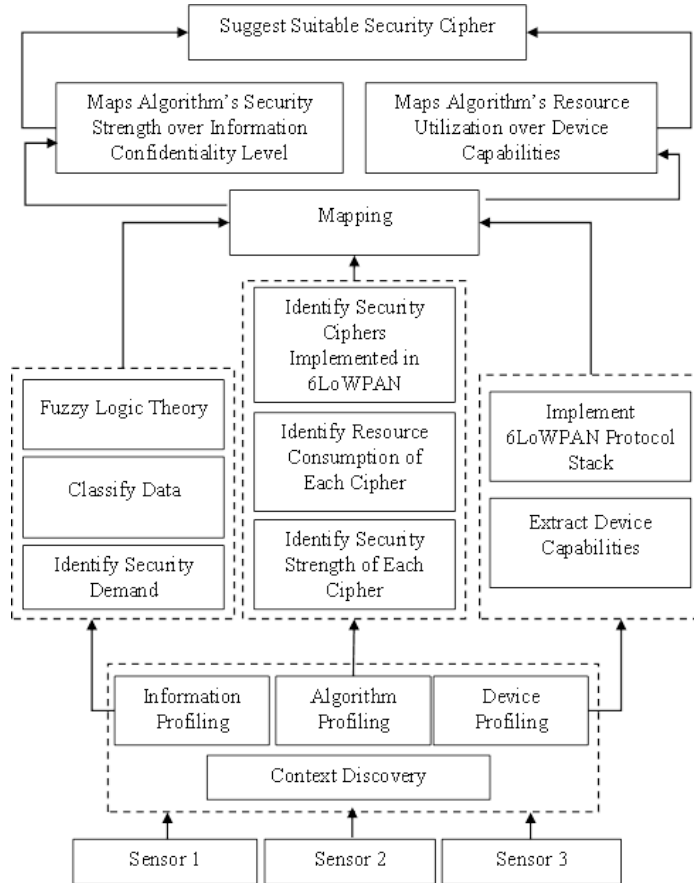 Suggest Suitable Security Cipher
Maps Algorithm's Security
Strength over Information
Confidentiality Level
Maps Algorithm's Resource
Utilization over Device
Capabilities
Mapping
Fuzzy Logic Theory
Classify Data
Identify Security
Demand
Identify Security
Ciphers
Implemented in
6LoWPAN
Identify Resource
Consumption of
Each Cipher
Identify Security
Strength of Each
Cipher
Implement
6LoWPAN Protocol
Stack
Extract Device
Capabilities
Information
Profiling
Algorithm
Profiling
Device
Profiling
Context Discovery
Sensor 1
Sensor 2
Sensor 3